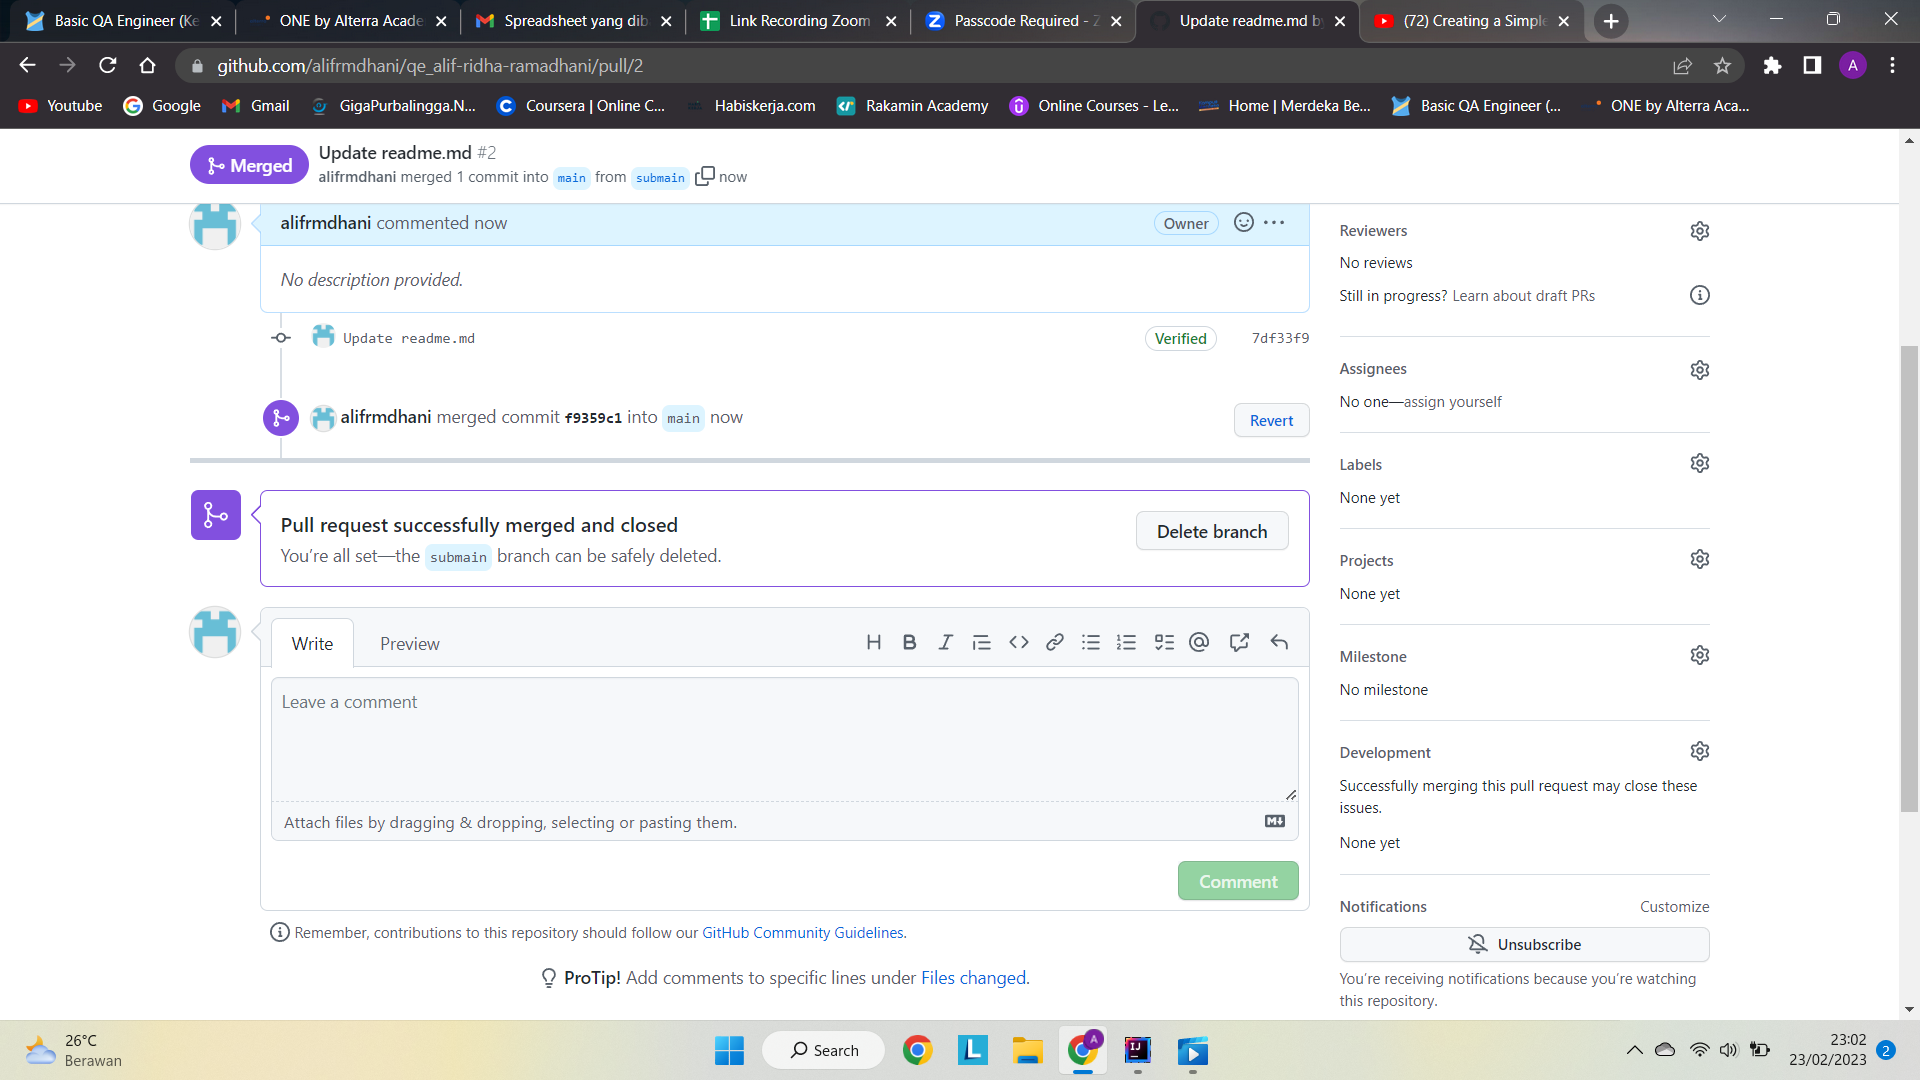 Basic QA Engineer (Ke
ONE by Alterra Acade
Spreadsheet yang dib
Link Recording Zoom
Passcode Required - Z
Update readme.md by
(72) Creating a Simple
github.com/alifrmdhani/qe_alif-ridha-ramadhani/pull/2
A
Youtube
Google
Gmail
GigaPurbalingga.N...
Coursera | Online C...
Habiskerja.com
Rakamin Academy
Online Courses - Le...
Home | Merdeka Be...
Basic QA Engineer (...
ONE by Alterra Aca...
Merged
Update readme.md #2
alifrmdhani merged 1 commit into main from submain now
alifrmdhani commented now
Owner
No description provided.
Update readme.md
Verified
7df33f9
alifrmdhani merged commit f9359c1 into main now
Revert
Pull request successfully merged and closed
You're all set—the submain branch can be safely deleted.
Delete branch
Write
Preview
Leave a comment
Attach files by dragging & dropping, selecting or pasting them.
Comment
Remember, contributions to this repository should follow our GitHub Community Guidelines.
ProTip! Add comments to specific lines under Files changed.
Reviewers
No reviews
Still in progress? Learn about draft PRs
Assignees
No one—assign yourself
Labels
None yet
Projects
None yet
Milestone
No milestone
Development
Successfully merging this pull request may close these
issues.
None yet
Notifications
Customize
Unsubscribe
You're receiving notifications because you're watching
this repository.
26°C
Berawan
Search
L
A
IJ
23:02
23/02/2023
2